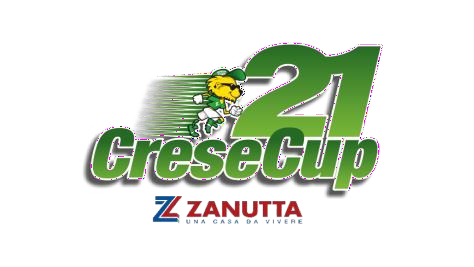 21
CreseCup
ZANUTTA
UNA CASA DA VIVERE